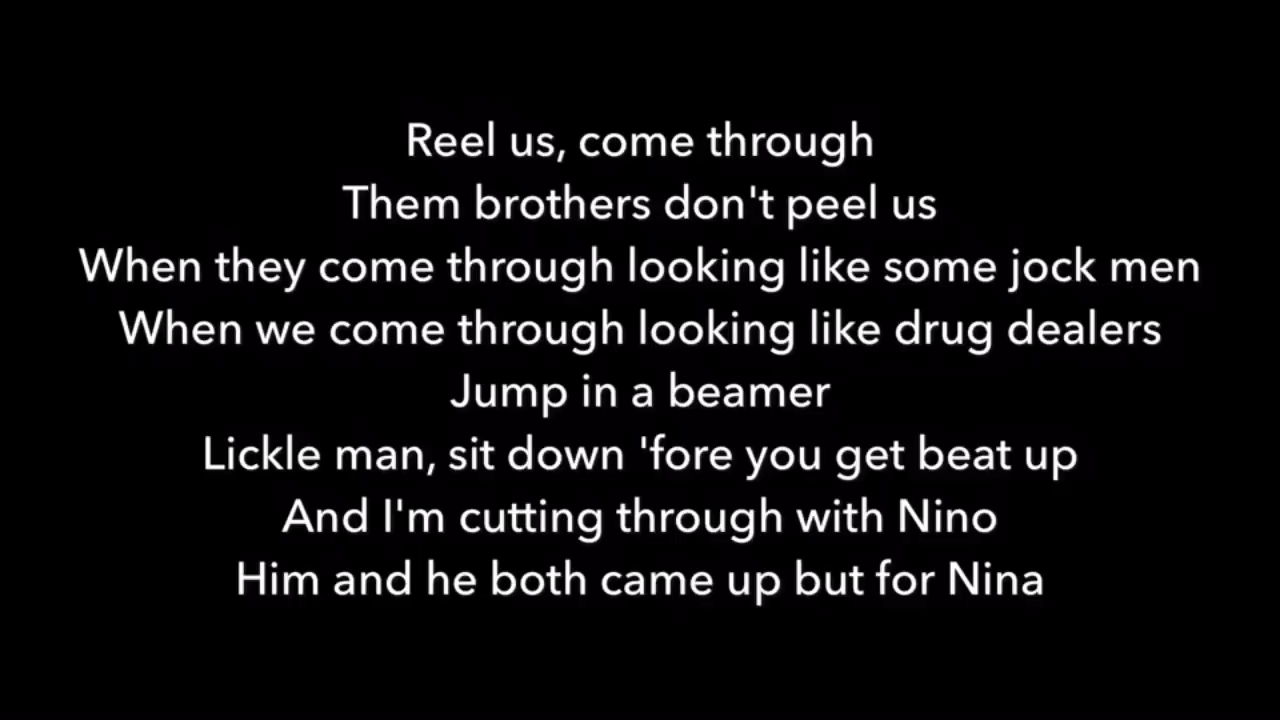 Reel us, come through
Them brothers don't peel us
When they come through looking like some jock men
When we come through looking like drug dealers
Jump in a beamer
Lickle man, sit down 'fore you get beat up
And I'm cutting through with Nino
Him and he both came up but for Nina